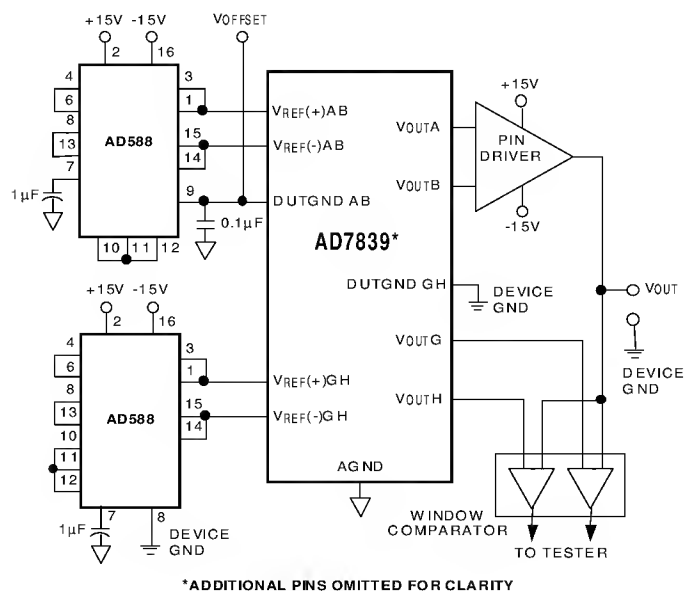 +15V -15V VOFFSET
2 16
4 3
6 1 VREF(+)AB
8
13 AD588 15 VREF(-)AB
14
7
1µF 9 DUTGND AB
0.1µF
10 11 12
+15V
VOUTA PIN
DRIVER
VOUTB
-15V
AD7839*
DUTGND GH DEVICE
GND
VOUT
DEVICE
GND
+15V -15V
2 16
4 3
6 1 VREF(+)GH
8
13 AD588 15 VREF(-)GH
14
10
11
12
7 8
1µF DEVICE
GND
VOUTG
VOUTH
AGND
WINDOW
COMPARATOR
TO TESTER
*ADDITIONAL PINS OMITTED FOR CLARITY